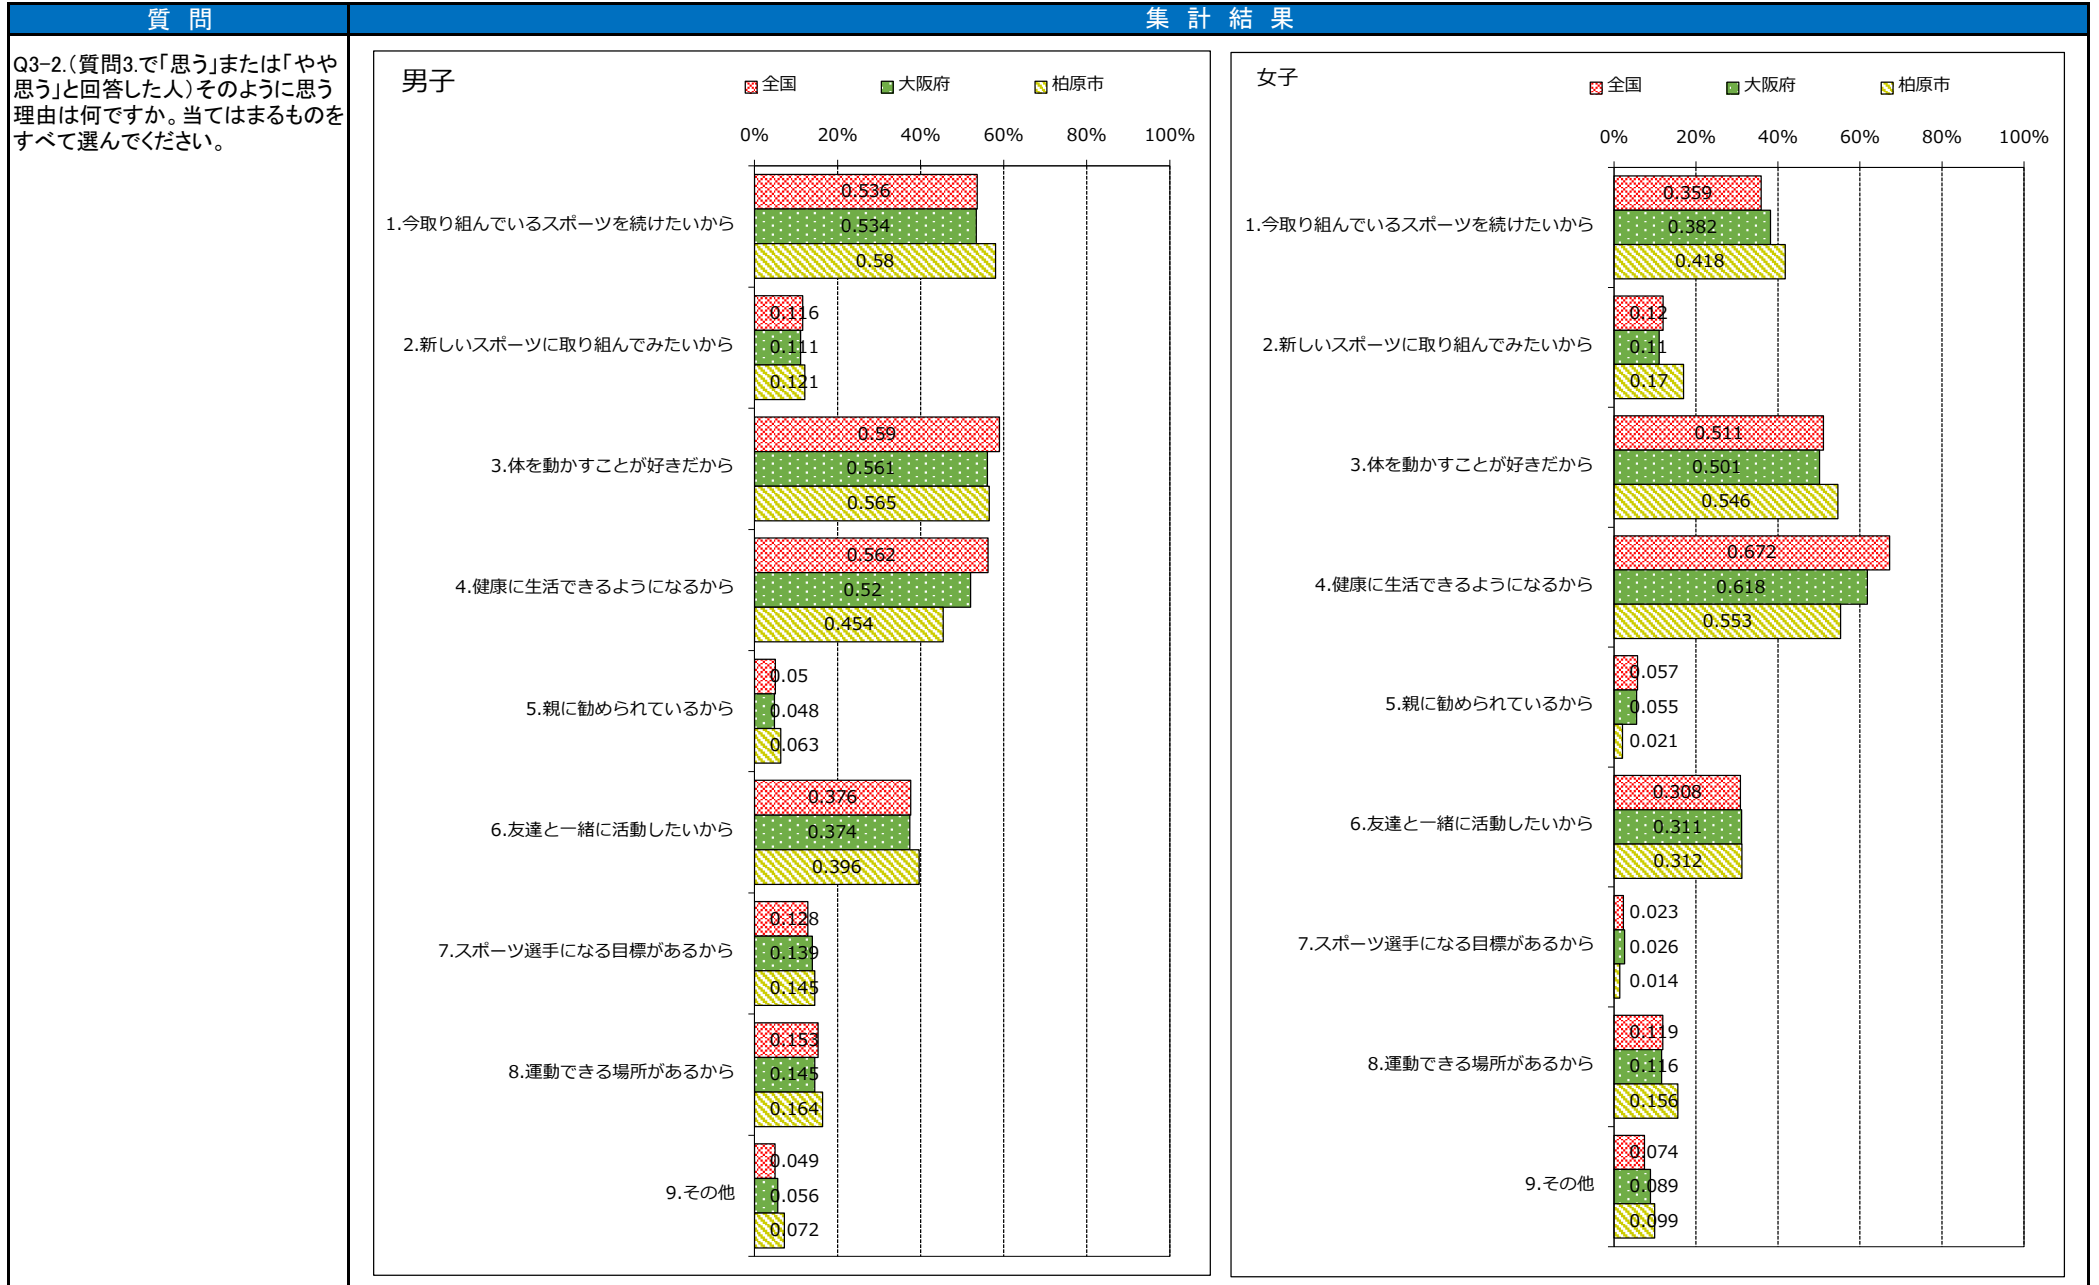 質 問
集 計 結 果
Q3-2.(質問3.で「思う」または「やや
思う」と回答した人)そのように思う
理由は何ですか。当てはまるものを
すべて選んでください。
男子
全国 大阪府 柏原市
0% 20% 40% 60% 80% 100%
1.今取り組んでいるスポーツを続けたいから
0.536
0.534
0.58
2.新しいスポーツに取り組んでみたいから
0.116
0.111
0.121
3.体を動かすことが好きだから
0.59
0.561
0.565
4.健康に生活できるようになるから
0.562
0.52
0.454
5.親に勧められているから
0.05
0.048
0.063
6.友達と一緒に活動したいから
0.376
0.374
0.396
7.スポーツ選手になる目標があるから
0.128
0.139
0.145
8.運動できる場所があるから
0.153
0.145
0.164
9.その他
0.049
0.056
0.072
女子
全国 大阪府 柏原市
0% 20% 40% 60% 80% 100%
1.今取り組んでいるスポーツを続けたいから
0.359
0.382
0.418
2.新しいスポーツに取り組んでみたいから
0.12
0.11
0.17
3.体を動かすことが好きだから
0.511
0.501
0.546
4.健康に生活できるようになるから
0.672
0.618
0.553
5.親に勧められているから
0.057
0.055
0.021
6.友達と一緒に活動したいから
0.308
0.311
0.312
7.スポーツ選手になる目標があるから
0.023
0.026
0.014
8.運動できる場所があるから
0.119
0.116
0.156
9.その他
0.074
0.089
0.099